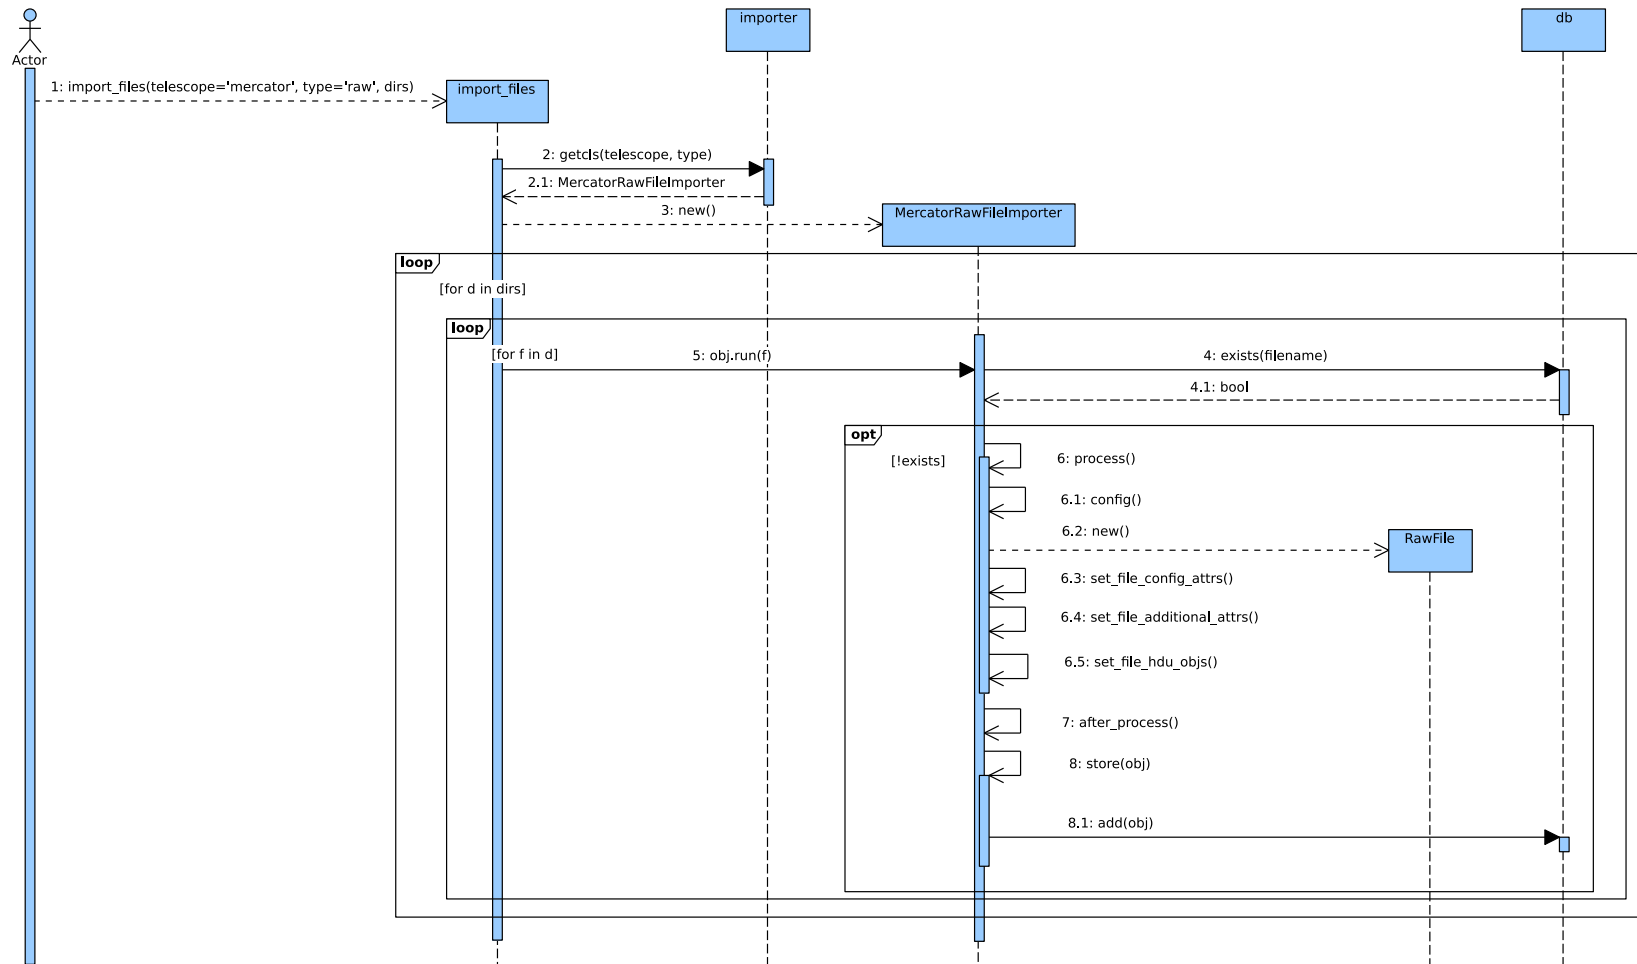 importer
db
Actor
1: import_files(telescope='mercator', type='raw', dirs)
import_files
2: getcls(telescope, type)
2.1: MercatorRawFileImporter
3: new()
MercatorRawFileImporter
loop
[for d in dirs]
loop
[for f in d]
5: obj.run(f)
4: exists(filename)
4.1: bool
opt
[!exists]
6: process()
6.1: config()
6.2: new()
RawFile
6.3: set_file_config_attrs()
6.4: set_file_additional_attrs()
6.5: set_file_hdu_objs()
7: after_process()
8: store(obj)
8.1: add(obj)